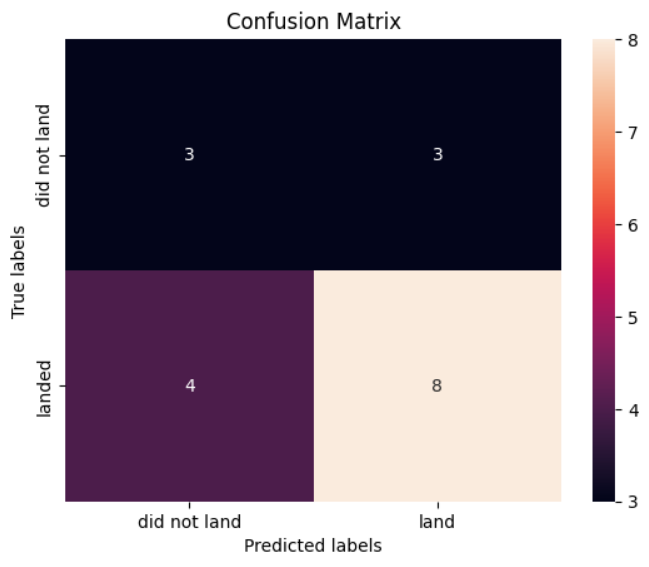 Confusion Matrix
True labels
did not land
landed
3 3
4 8
did not land land
Predicted labels
8
7
6
5
4
3